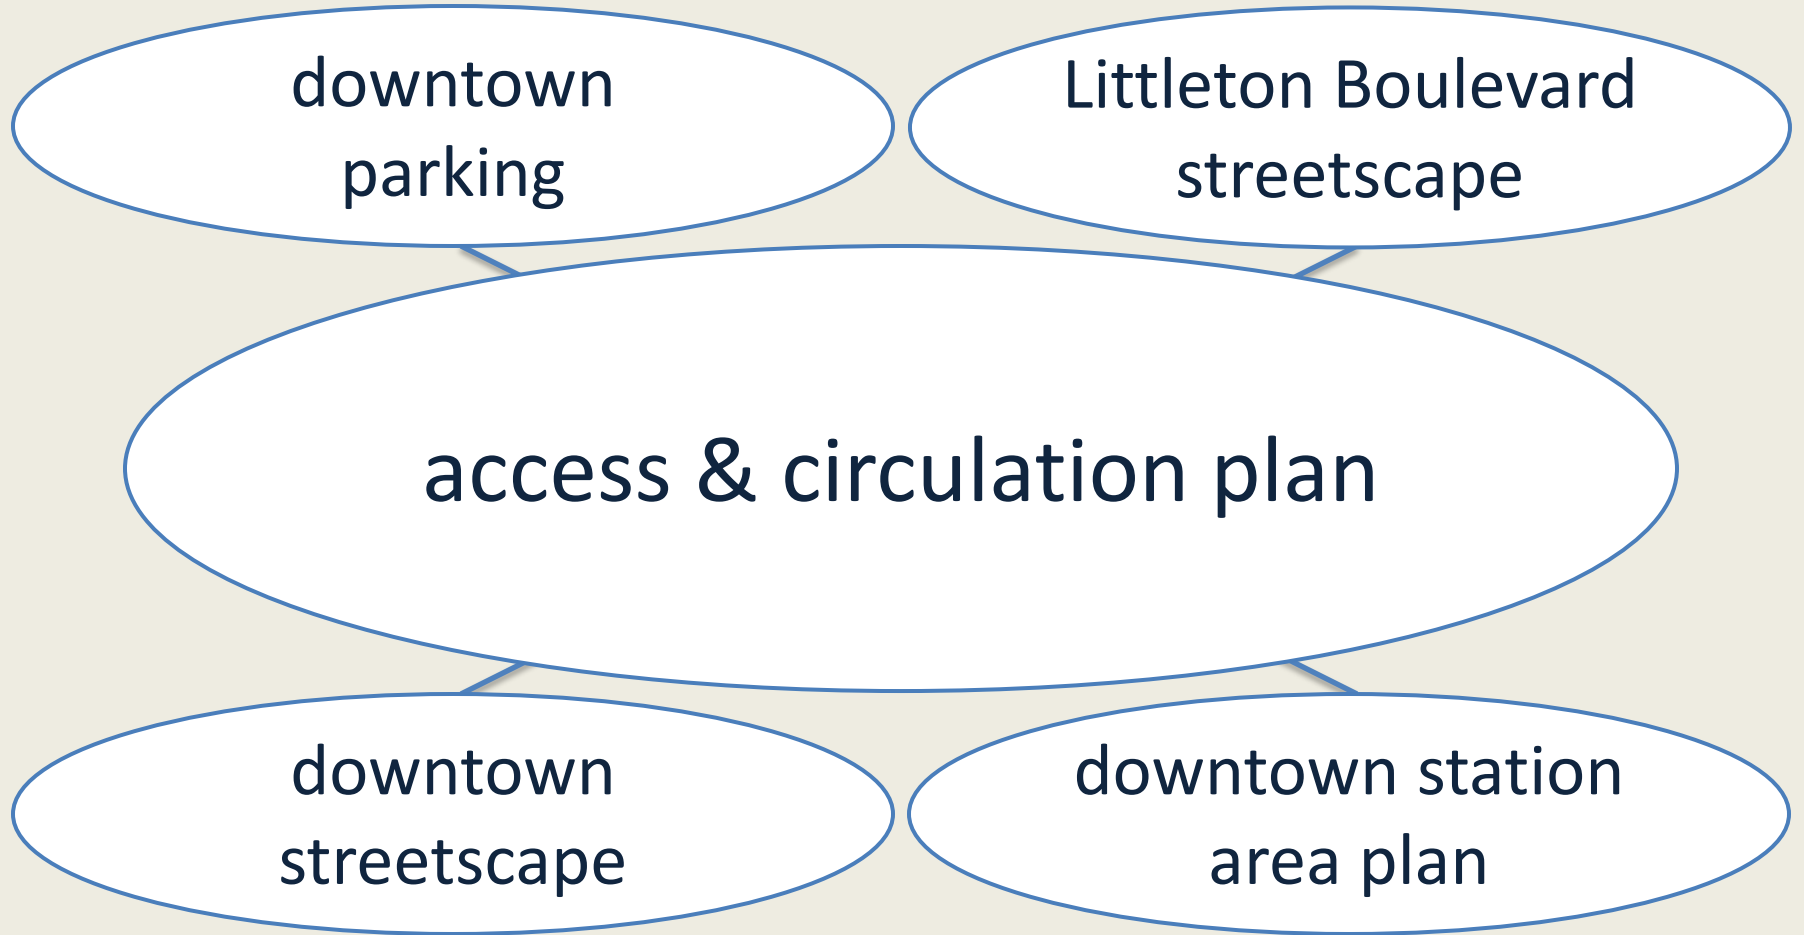 downtown
parking
Littleton Boulevard
streetscape
access & circulation plan
downtown
streetscape
downtown station
area plan